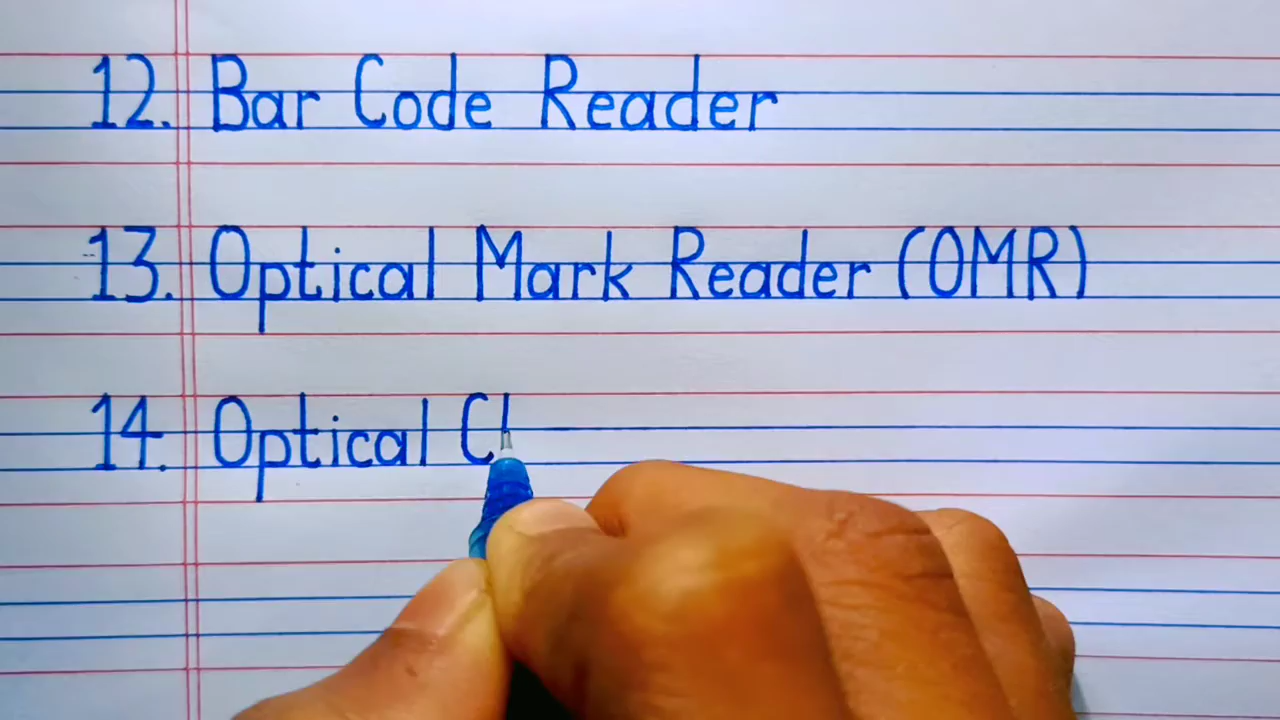 12. Bar Code Reader
13. Optical Mark Reader (OMR)
14. Optical